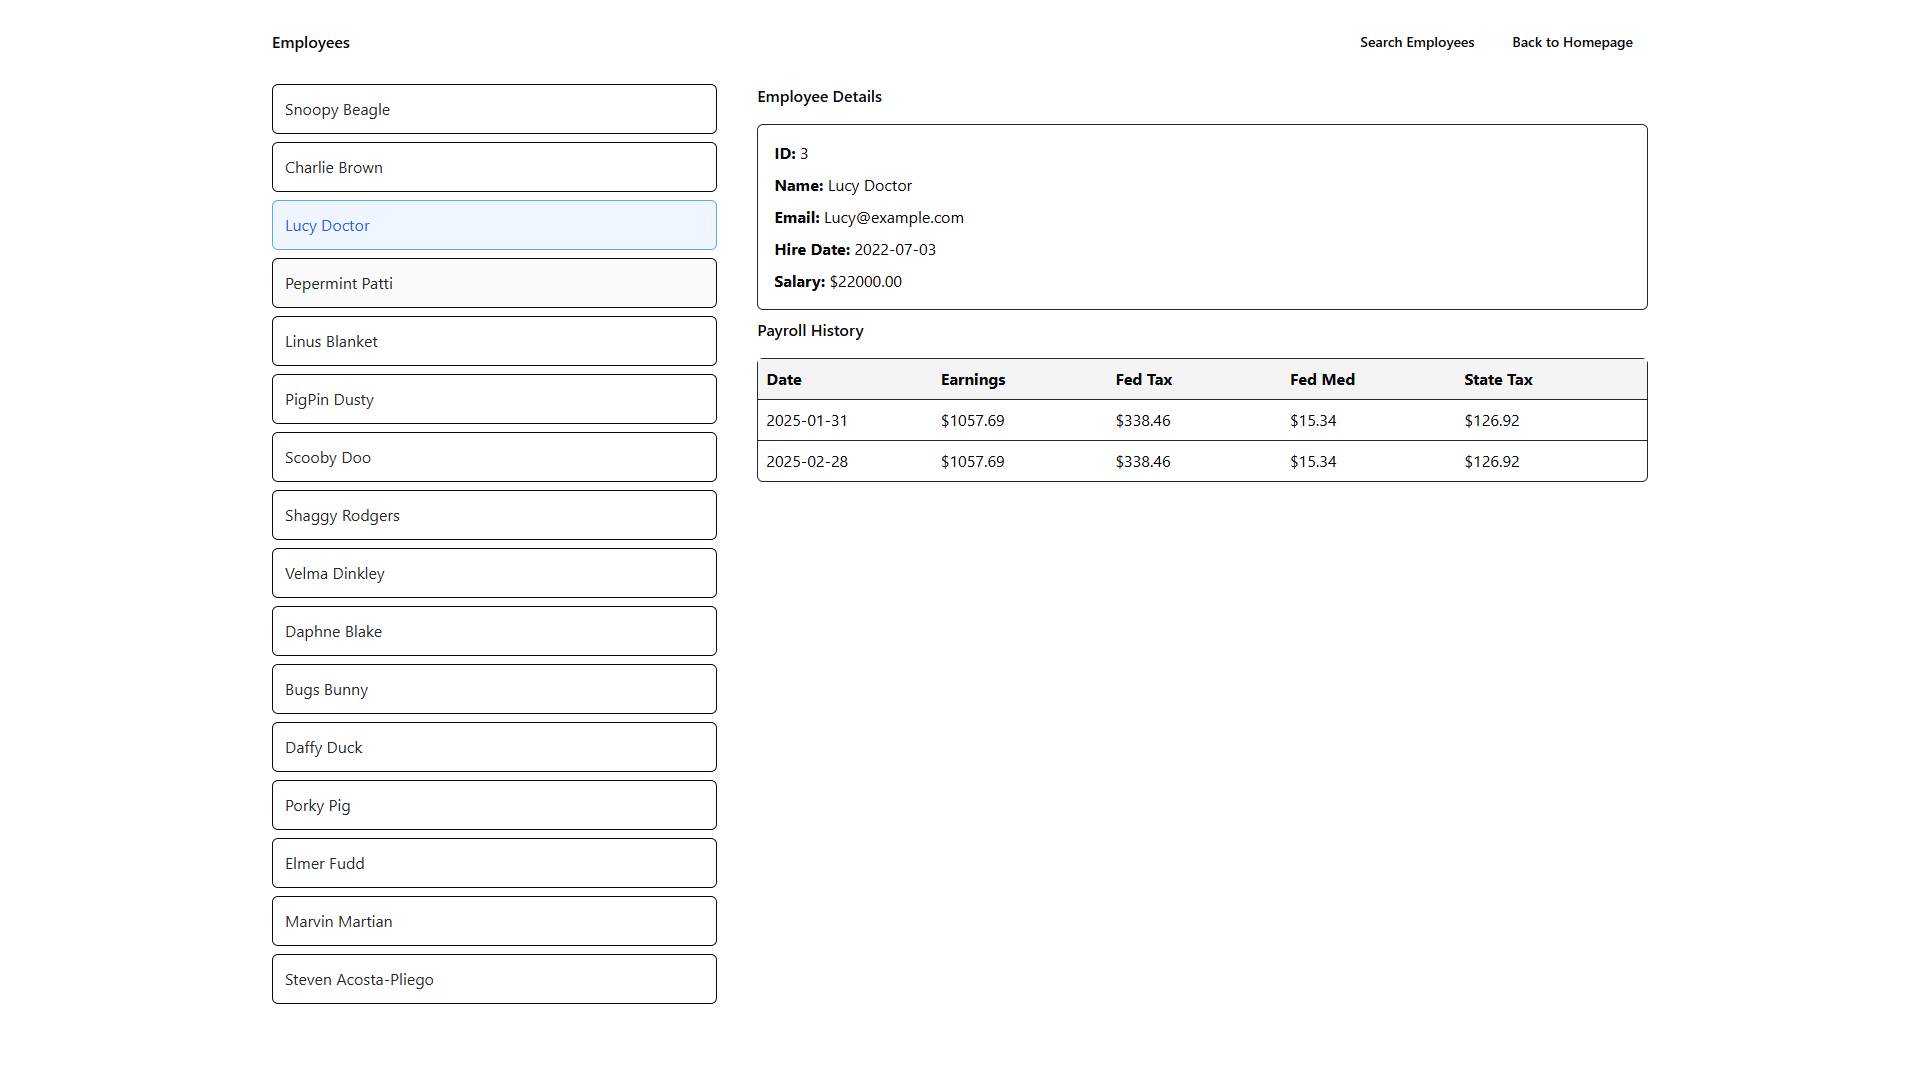 Employees
Search Employees
Back to Homepage
Snoopy Beagle
Charlie Brown
Lucy Doctor
Pepermint Patti
Linus Blanket
PigPin Dusty
Scooby Doo
Shaggy Rodgers
Velma Dinkley
Daphne Blake
Bugs Bunny
Daffy Duck
Porky Pig
Elmer Fudd
Marvin Martian
Steven Acosta-Pliego
Employee Details
ID: 3
Name: Lucy Doctor
Email: Lucy@example.com
Hire Date: 2022-07-03
Salary: $22000.00
Payroll History
Date Earnings Fed Tax Fed Med State Tax
2025-01-31 $1057.69 $338.46 $15.34 $126.92
2025-02-28 $1057.69 $338.46 $15.34 $126.92